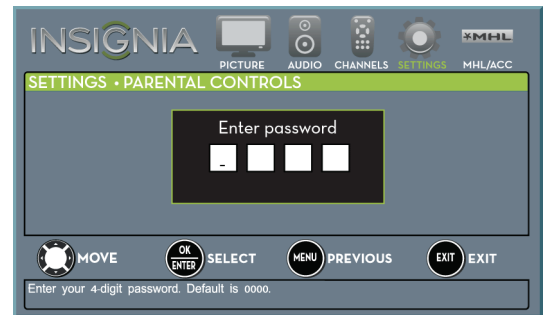 INSIGNIA
PICTURE AUDIO CHANNELS SETTINGS MHL/ACC
MHL
SETTINGS • PARENTAL CONTROLS
Enter password
_
MOVE OK ENTER SELECT MENU PREVIOUS EXIT EXIT
Enter your 4-digit password. Default is 0000.